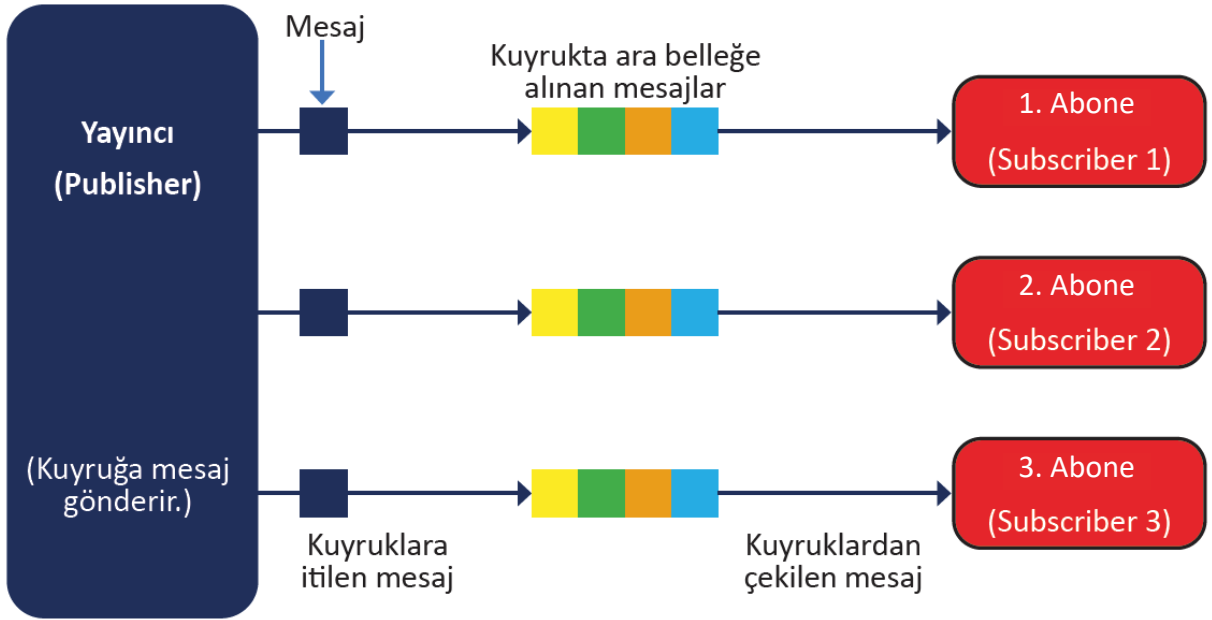 Mesaj
Kuyrukta ara belleğe
alınan mesajlar
Yayıncı
(Publisher)
1. Abone
(Subscriber 1)
2. Abone
(Subscriber 2)
(Kuyruğa mesaj
gönderir.)
3. Abone
(Subscriber 3)
Kuyruklara
itilen mesaj
Kuyruklardan
çekilen mesaj